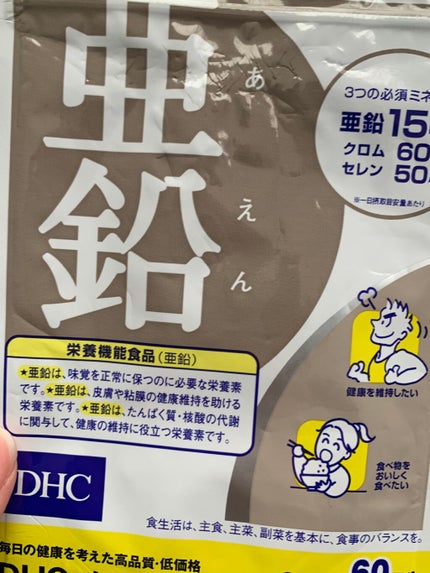 亜鉛
あえん
3つの必須ミネ
亜鉛 15
クロム 60
セレン 50
※一日摂取目安量あたり
栄養機能食品(亜鉛)
★亜鉛は、味覚を正常に保つのに必要な栄養素
です。★亜鉛は、皮膚や粘膜の健康維持を助ける
栄養素です。★亜鉛は、たんぱく質・核酸の代謝
に関与して、健康の維持に役立つ栄養素です。
健康を維持したい
食べ物を
おいしく
食べたい
DHC
食生活は、主食、主菜、副菜を基本に、食事のバランスを。
毎日の健康を考えた高品質・低価格
60